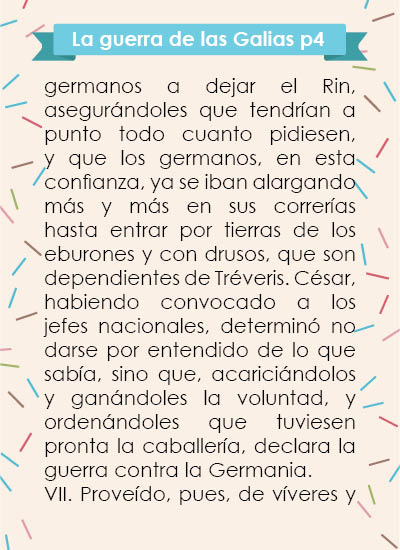 La guerra de las Galias p4
germanos a dejar el Rin,
asegurándoles que tendrían a
punto todo cuanto pidiesen,
y que los germanos, en esta
confianza, ya se iban alargando
más y más en sus correrías
hasta entrar por tierras de los
eburones y con drusos, que son
dependientes de Tréveris. César,
habiendo convocado a los
jefes nacionales, determinó no
darse por entendido de lo que
sabía, sino que, acariciándolos
y ganándoles la voluntad, y
ordenándoles que tuviesen
pronta la caballería, declara la
guerra contra la Germania.
VII. Proveído, pues, de víveres y